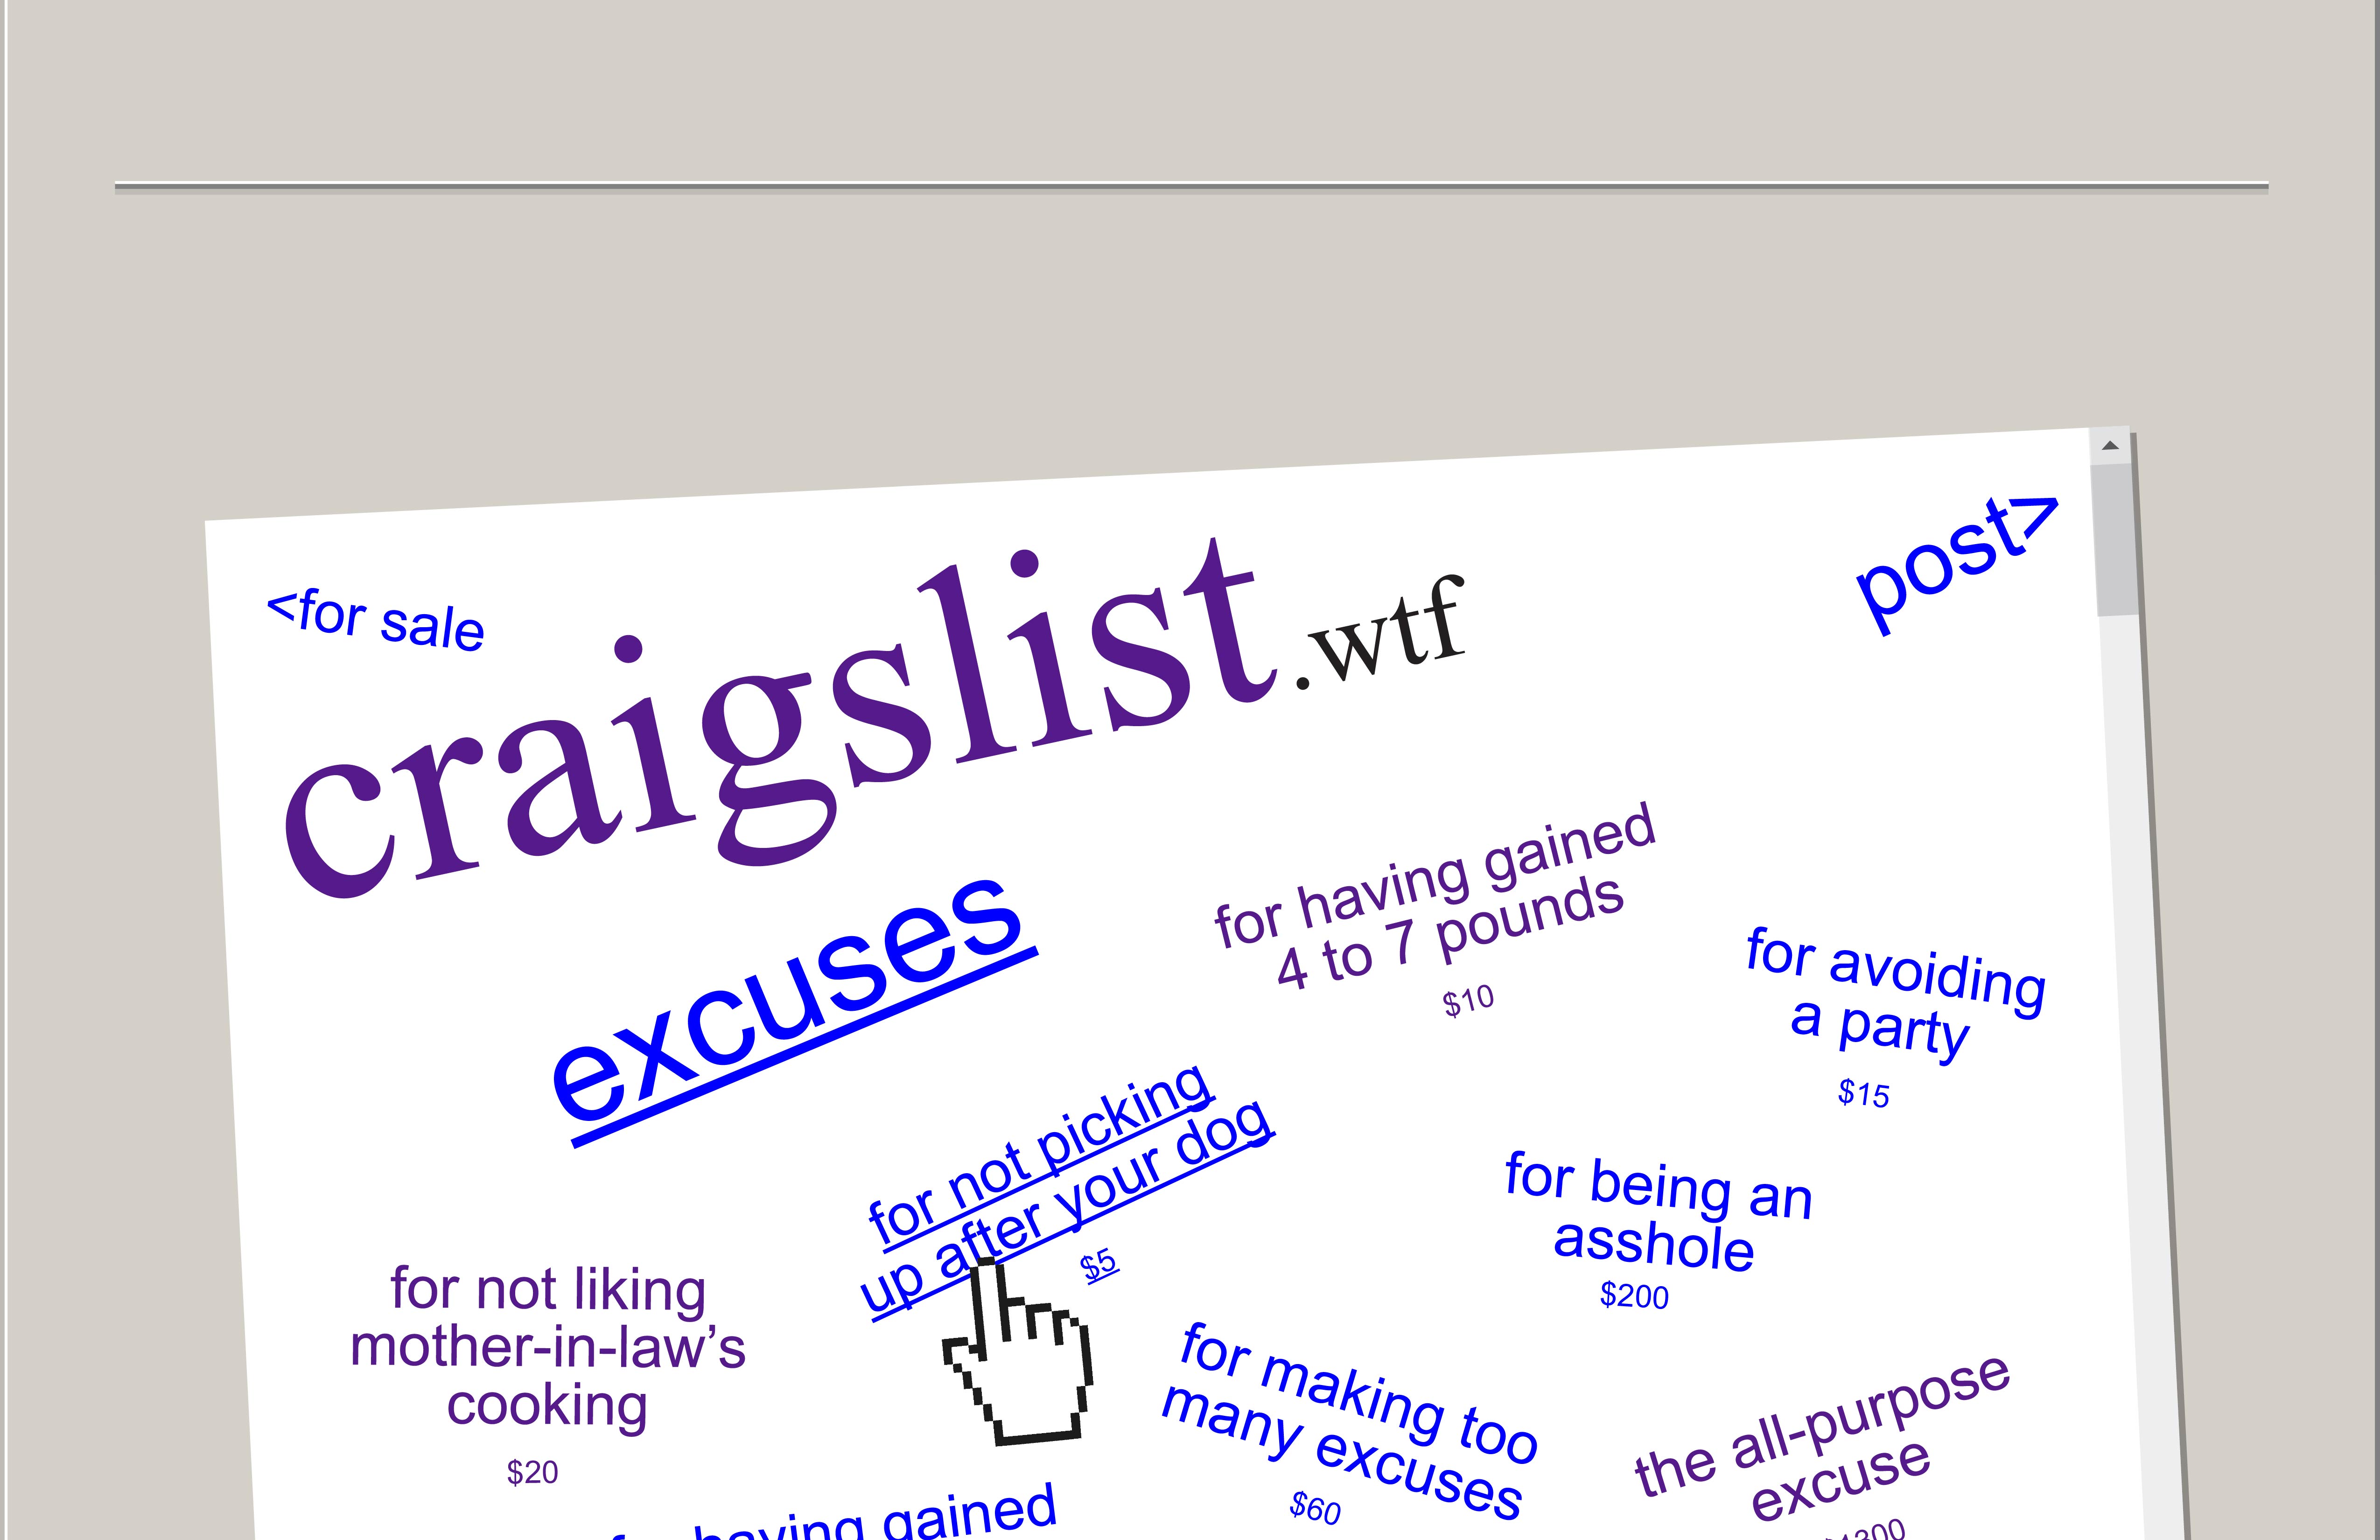 <for sale
post>
craigslist.wtf
excuses
for having gained
4 to 7 pounds
$10
for avoiding
a party
$15
for not picking
up after your dog
$5
for being an
asshole
$200
for not liking
mother-in-law’s
cooking
$20
for making too
many excuses
$60
the all-purpose
excuse
having gained